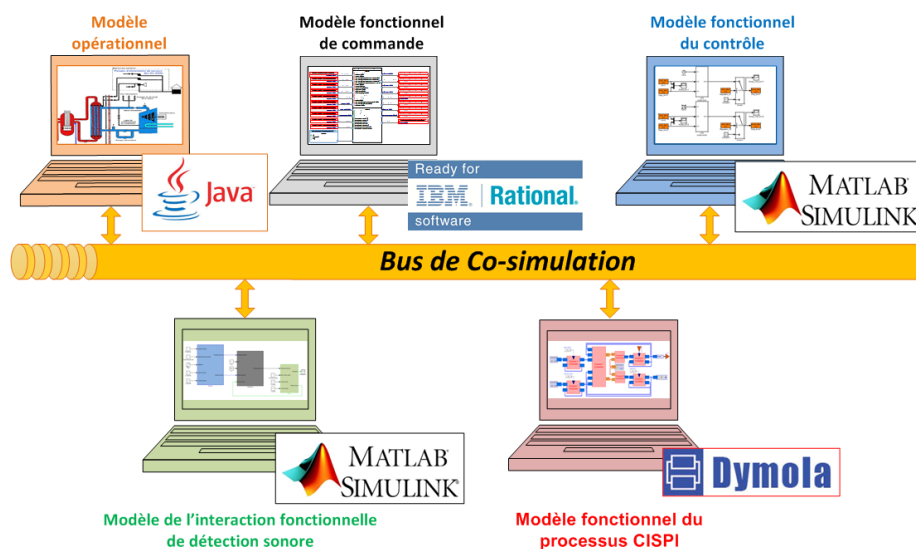 Modèle
opérationnel
Modèle fonctionnel
de commande
Modèle fonctionnel
du contrôle
Java
Ready for
IBM. Rational.
software
MATLAB
SIMULINK®
Bus de Co-simulation
MATLAB
SIMULINK®
Dymola
Modèle de l'interaction fonctionnelle
de détection sonore
Modèle fonctionnel du
processus CISPI